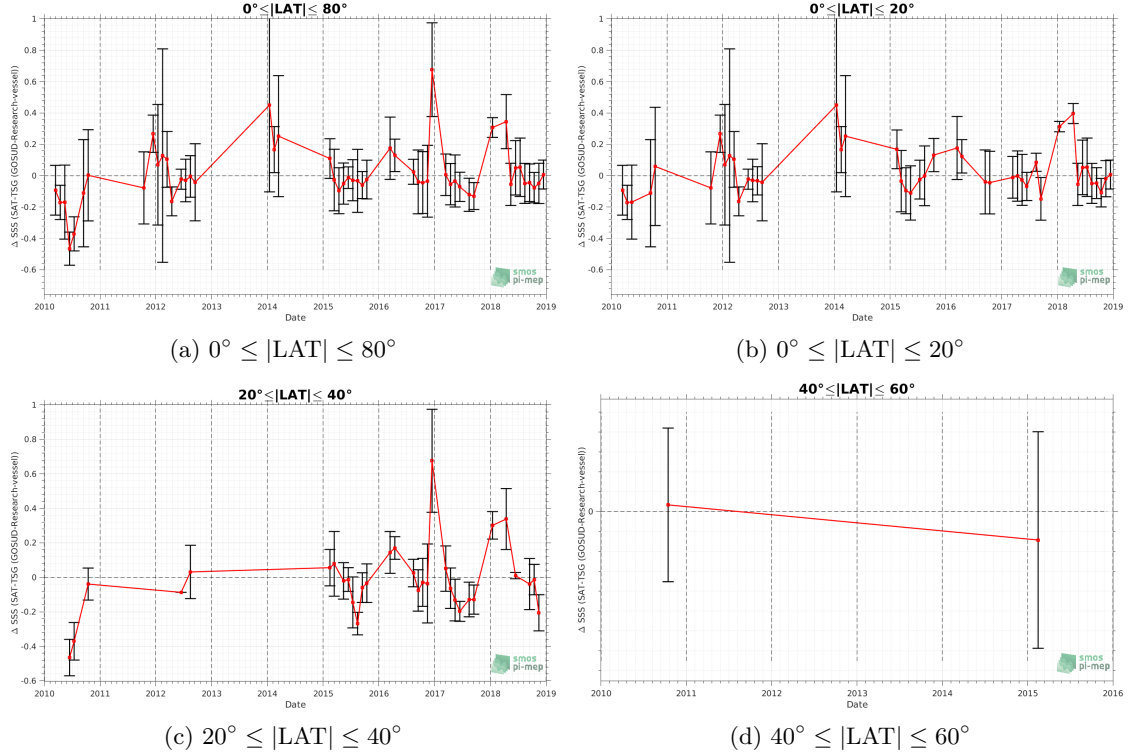 0°≤|LAT|≤ 80°
1
0.8
0.6
0.4
0.2
0
-0.2
-0.4
-0.6
Δ SSS (SAT-TSG (GOSUD-Research-vessel))
2010 2011 2012 2013 2014 2015 2016 2017 2018 2019
Date
smos
pi-mep
(a) 0° ≤ |LAT| ≤ 80°
0°≤|LAT|≤ 20°
1
0.8
0.6
0.4
0.2
0
-0.2
-0.4
-0.6
Δ SSS (SAT-TSG (GOSUD-Research-vessel))
2010 2011 2012 2013 2014 2015 2016 2017 2018 2019
Date
smos
pi-mep
(b) 0° ≤ |LAT| ≤ 20°
20°≤|LAT|≤ 40°
1
0.8
0.6
0.4
0.2
0
-0.2
-0.4
-0.6
Δ SSS (SAT-TSG (GOSUD-Research-vessel))
2010 2011 2012 2013 2014 2015 2016 2017 2018 2019
Date
smos
pi-mep
(c) 20° ≤ |LAT| ≤ 40°
40°≤|LAT|≤ 60°
0
Δ SSS (SAT-TSG (GOSUD-Research-vessel))
2010 2011 2012 2013 2014 2015 2016
Date
smos
pi-mep
(d) 40° ≤ |LAT| ≤ 60°